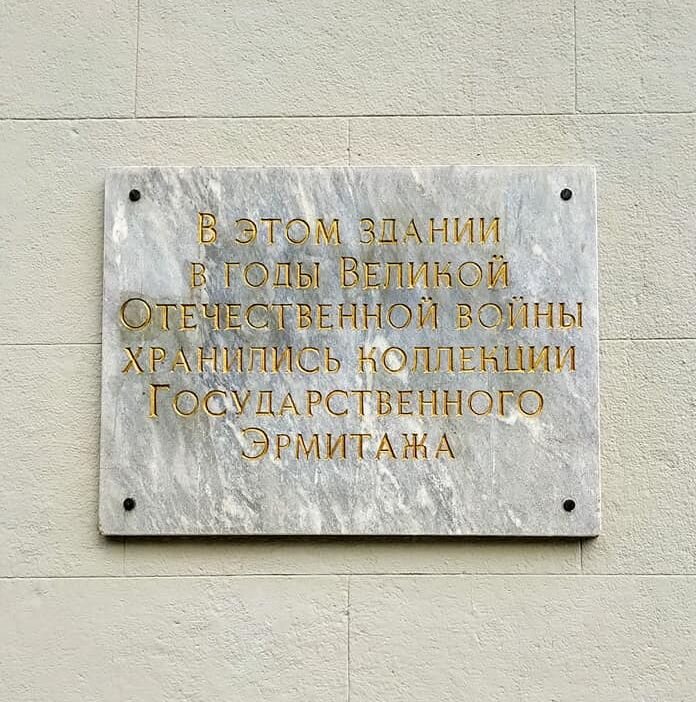 В этом здании
в годы Великой
Отечественной войны
хранились коллекции
Государственного
Эрмитажа